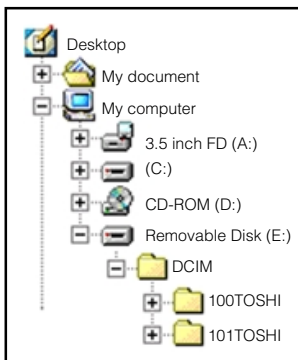 Desktop
My document
My computer
3.5 inch FD (A:)
(C:)
CD-ROM (D:)
Removable Disk (E:)
DCIM
100TOSHI
101TOSHI